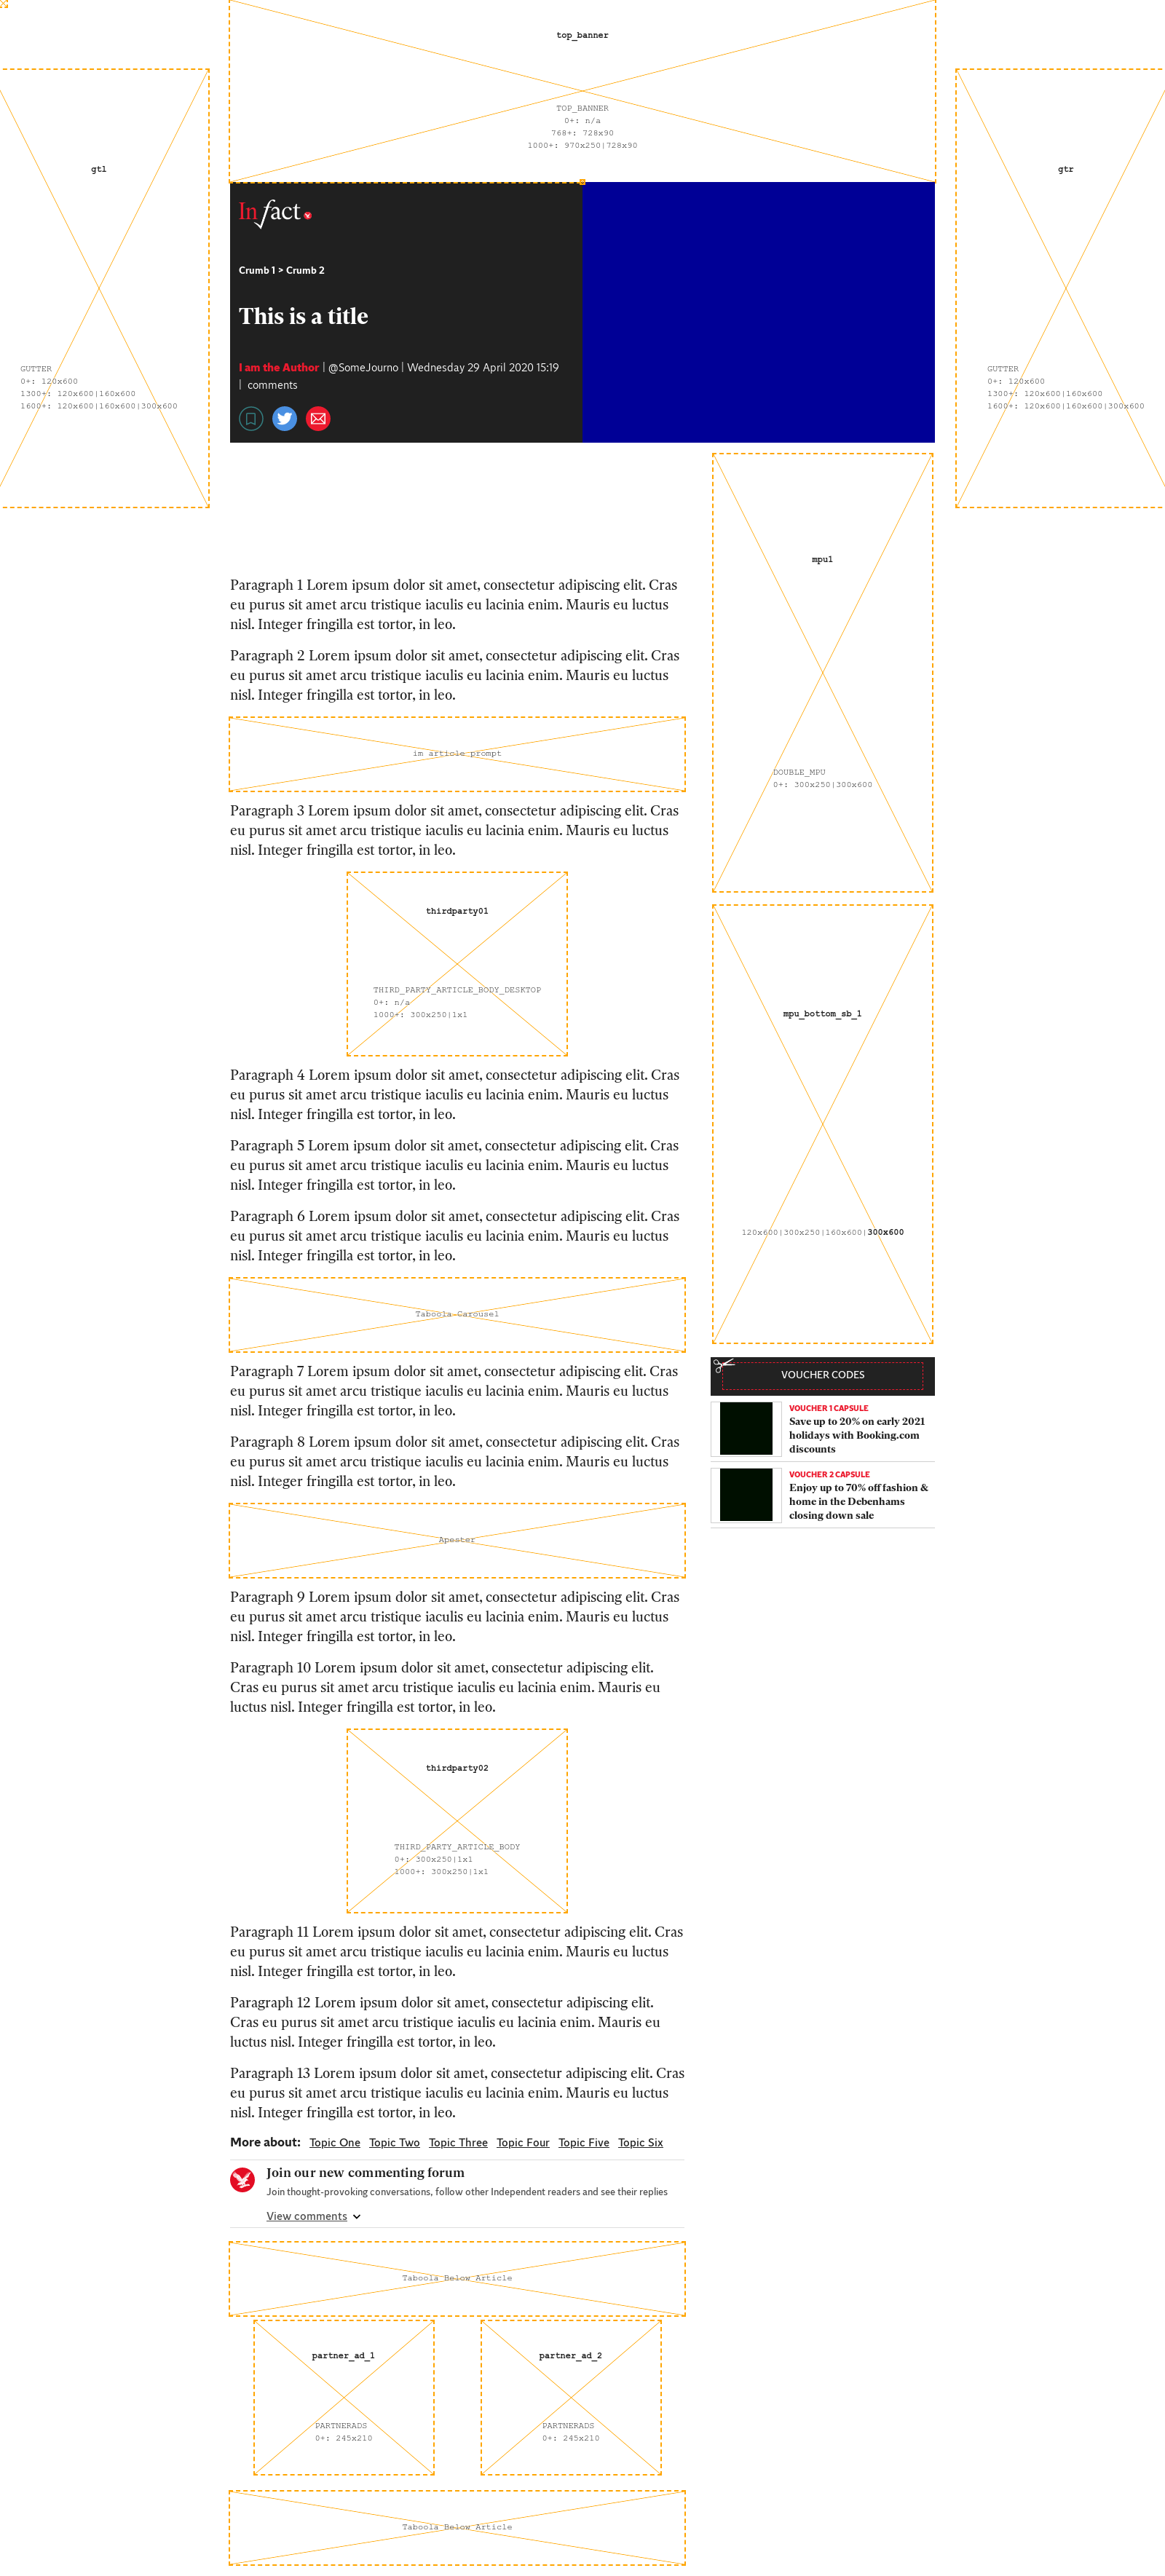 top_banner
TOP_BANNER
0+: n/a
768+: 728x90
1000+: 970x250|728x90
gtl
GUTTER
0+: 120x600
1300+: 120x600|160x600
1600+: 120x600|160x600|300x600
gtr
GUTTER
0+: 120x600
1300+: 120x600|160x600
1600+: 120x600|160x600|300x600
Infact
Crumb 1 > Crumb 2
This is a title
I am the Author | @SomeJourno | Wednesday 29 April 2020 15:19
| comments
Paragraph 1 Lorem ipsum dolor sit amet, consectetur adipiscing elit. Cras
eu purus sit amet arcu tristique iaculis eu lacinia enim. Mauris eu luctus
nisl. Integer fringilla est tortor, in leo.
Paragraph 2 Lorem ipsum dolor sit amet, consectetur adipiscing elit. Cras
eu purus sit amet arcu tristique iaculis eu lacinia enim. Mauris eu luctus
nisl. Integer fringilla est tortor, in leo.
im article prompt
Paragraph 3 Lorem ipsum dolor sit amet, consectetur adipiscing elit. Cras
eu purus sit amet arcu tristique iaculis eu lacinia enim. Mauris eu luctus
nisl. Integer fringilla est tortor, in leo.
thirdparty01
THIRD_PARTY_ARTICLE_BODY_DESKTOP
0+: n/a
1000+: 300x250|1x1
Paragraph 4 Lorem ipsum dolor sit amet, consectetur adipiscing elit. Cras
eu purus sit amet arcu tristique iaculis eu lacinia enim. Mauris eu luctus
nisl. Integer fringilla est tortor, in leo.
Paragraph 5 Lorem ipsum dolor sit amet, consectetur adipiscing elit. Cras
eu purus sit amet arcu tristique iaculis eu lacinia enim. Mauris eu luctus
nisl. Integer fringilla est tortor, in leo.
Paragraph 6 Lorem ipsum dolor sit amet, consectetur adipiscing elit. Cras
eu purus sit amet arcu tristique iaculis eu lacinia enim. Mauris eu luctus
nisl. Integer fringilla est tortor, in leo.
Taboola Carousel
Paragraph 7 Lorem ipsum dolor sit amet, consectetur adipiscing elit. Cras
eu purus sit amet arcu tristique iaculis eu lacinia enim. Mauris eu luctus
nisl. Integer fringilla est tortor, in leo.
Paragraph 8 Lorem ipsum dolor sit amet, consectetur adipiscing elit. Cras
eu purus sit amet arcu tristique iaculis eu lacinia enim. Mauris eu luctus
nisl. Integer fringilla est tortor, in leo.
Apester
Paragraph 9 Lorem ipsum dolor sit amet, consectetur adipiscing elit. Cras
eu purus sit amet arcu tristique iaculis eu lacinia enim. Mauris eu luctus
nisl. Integer fringilla est tortor, in leo.
Paragraph 10 Lorem ipsum dolor sit amet, consectetur adipiscing elit.
Cras eu purus sit amet arcu tristique iaculis eu lacinia enim. Mauris eu
luctus nisl. Integer fringilla est tortor, in leo.
thirdparty02
THIRD_PARTY_ARTICLE_BODY
0+: 300x250|1x1
1000+: 300x250|1x1
Paragraph 11 Lorem ipsum dolor sit amet, consectetur adipiscing elit. Cras
eu purus sit amet arcu tristique iaculis eu lacinia enim. Mauris eu luctus
nisl. Integer fringilla est tortor, in leo.
Paragraph 12 Lorem ipsum dolor sit amet, consectetur adipiscing elit.
Cras eu purus sit amet arcu tristique iaculis eu lacinia enim. Mauris eu
luctus nisl. Integer fringilla est tortor, in leo.
Paragraph 13 Lorem ipsum dolor sit amet, consectetur adipiscing elit. Cras
eu purus sit amet arcu tristique iaculis eu lacinia enim. Mauris eu luctus
nisl. Integer fringilla est tortor, in leo.
More about: Topic One Topic Two Topic Three Topic Four Topic Five Topic Six
Join our new commenting forum
Join thought-provoking conversations, follow other Independent readers and see their replies
View comments
Taboola Below Article
partner_ad_1
PARTNERADS
0+: 245x210
partner_ad_2
PARTNERADS
0+: 245x210
Taboola Below Article
mpu1
DOUBLE_MPU
0+: 300x250|300x600
mpu_bottom_sb_1
120x600|300x250|160x600|300x600
VOUCHER CODES
VOUCHER 1 CAPSULE
Save up to 20% on early 2021
holidays with Booking.com
discounts
VOUCHER 2 CAPSULE
Enjoy up to 70% off fashion &
home in the Debenhams
closing down sale